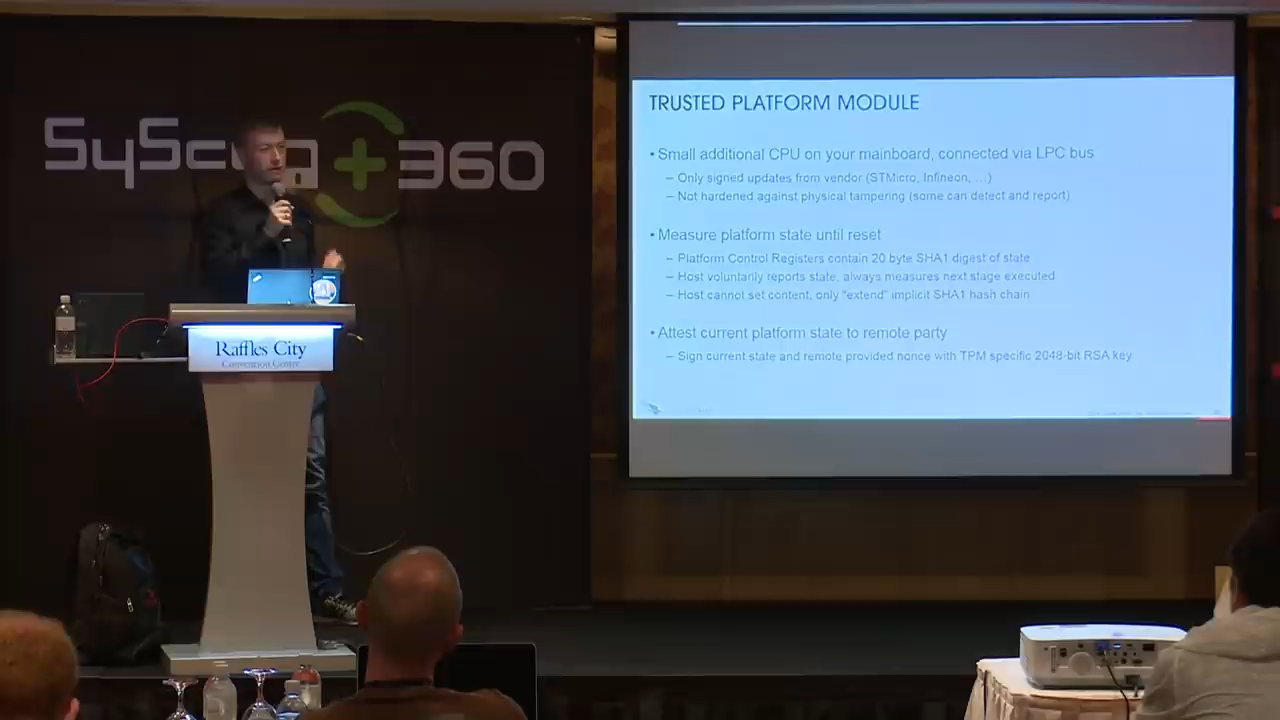 SyScan+360
Raffles City
Convention Centre
TRUSTED PLATFORM MODULE
• Small additional CPU on your mainboard, connected via LPC bus
– Only signed updates from vendor (STMicro, Infineon, …)
– Not hardened against physical tampering (some can detect and report)
• Measure platform state until reset
– Platform Control Registers contain 20 byte SHA1 digest of state
– Host voluntarily reports state, always measures next stage executed
– Host cannot set content, only "extend" implicit SHA1 hash chain
• Attest current platform state to remote party
– Sign current state and remote provided nonce with TPM specific 2048-bit RSA key